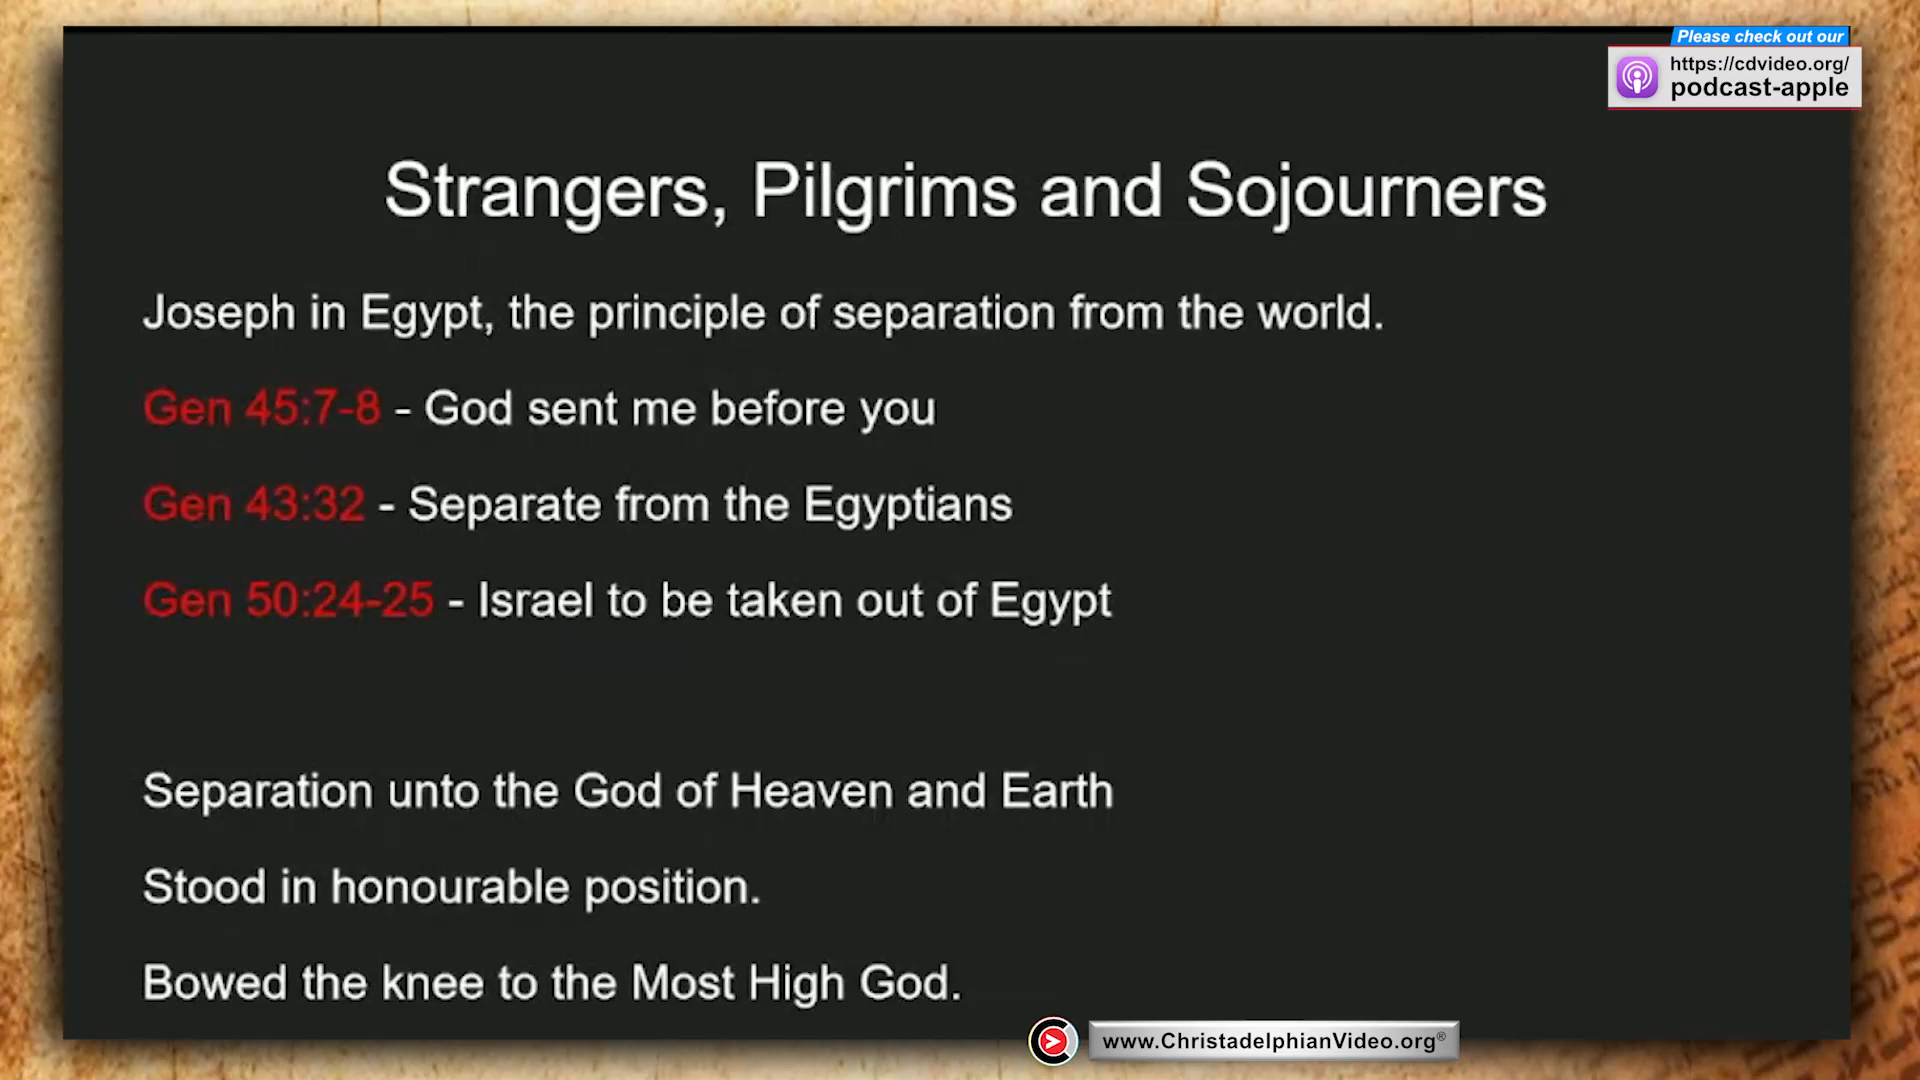 Please check out our
https://cdvideo.org/
podcast-apple
Strangers, Pilgrims and Sojourners
Joseph in Egypt, the principle of separation from the world.
Gen 45:7-8 - God sent me before you
Gen 43:32 - Separate from the Egyptians
Gen 50:24-25 - Israel to be taken out of Egypt
Separation unto the God of Heaven and Earth
Stood in honourable position.
Bowed the knee to the Most High God.
www.ChristadelphianVideo.org®